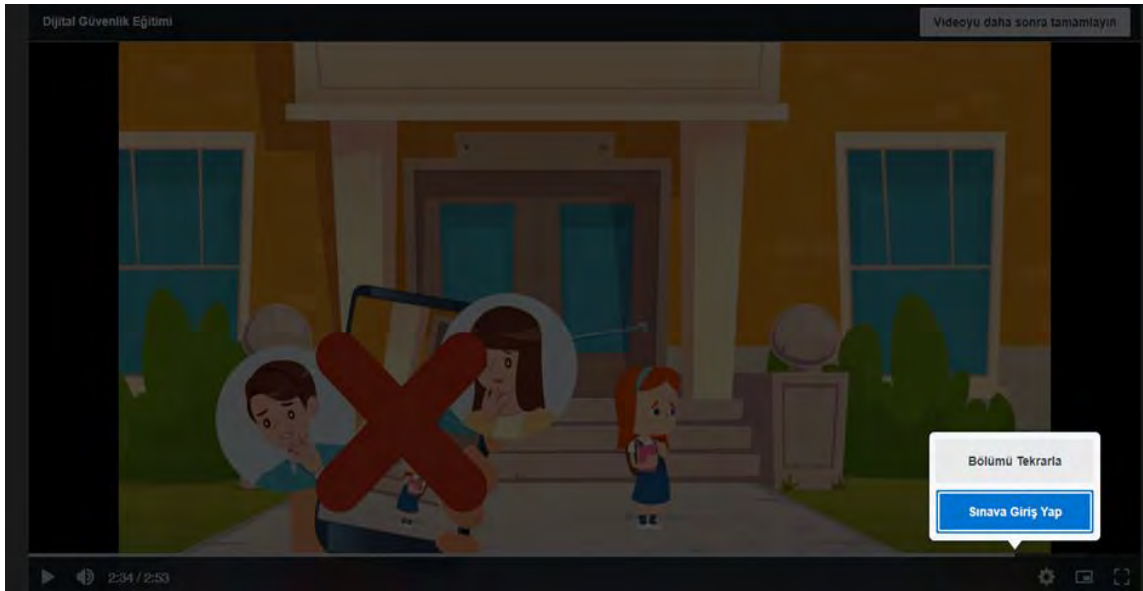 Dijital Güvenlik Eğitimi
Videoyu daha sonra tamamlayın
Bölümü Tekrarla
Sınava Giriş Yap
2:34 / 2:53